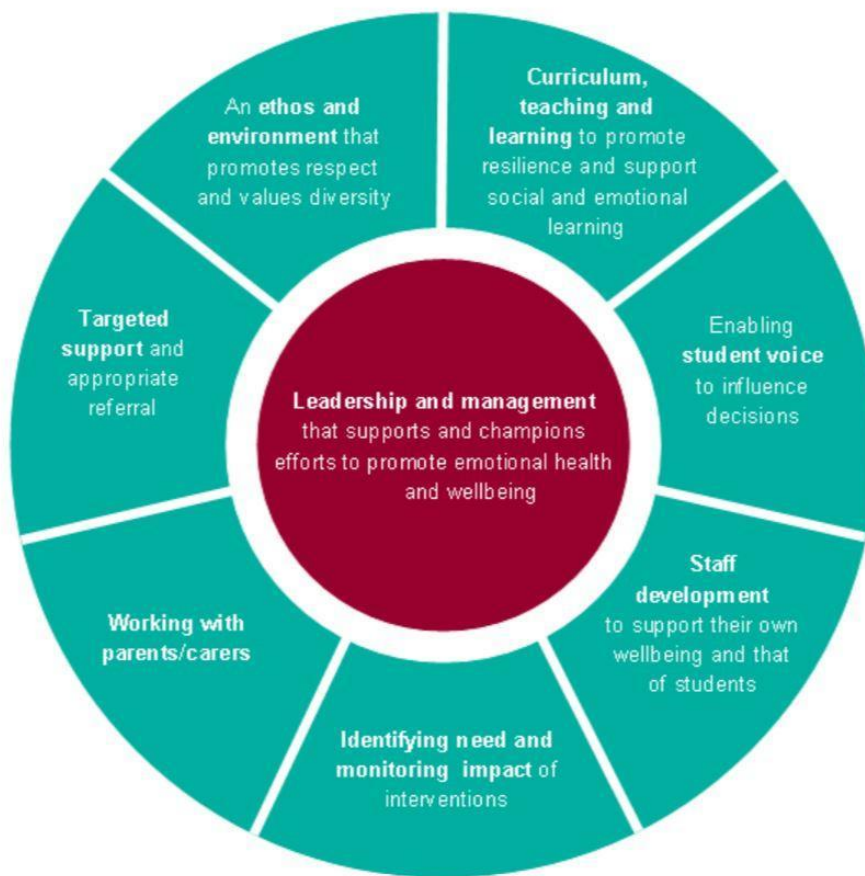 An ethos and
environment that
promotes respect
and values diversity
Curriculum,
teaching and
learning to promote
resilience and support
social and emotional
learning
Enabling
student voice
to influence
decisions
Staff
development
to support their own
wellbeing and that
of students
Identifying need and
monitoring impact of
interventions
Working with
parents/carers
Targeted
support and
appropriate
referral
Leadership and management
that supports and champions
efforts to promote emotional health
and wellbeing